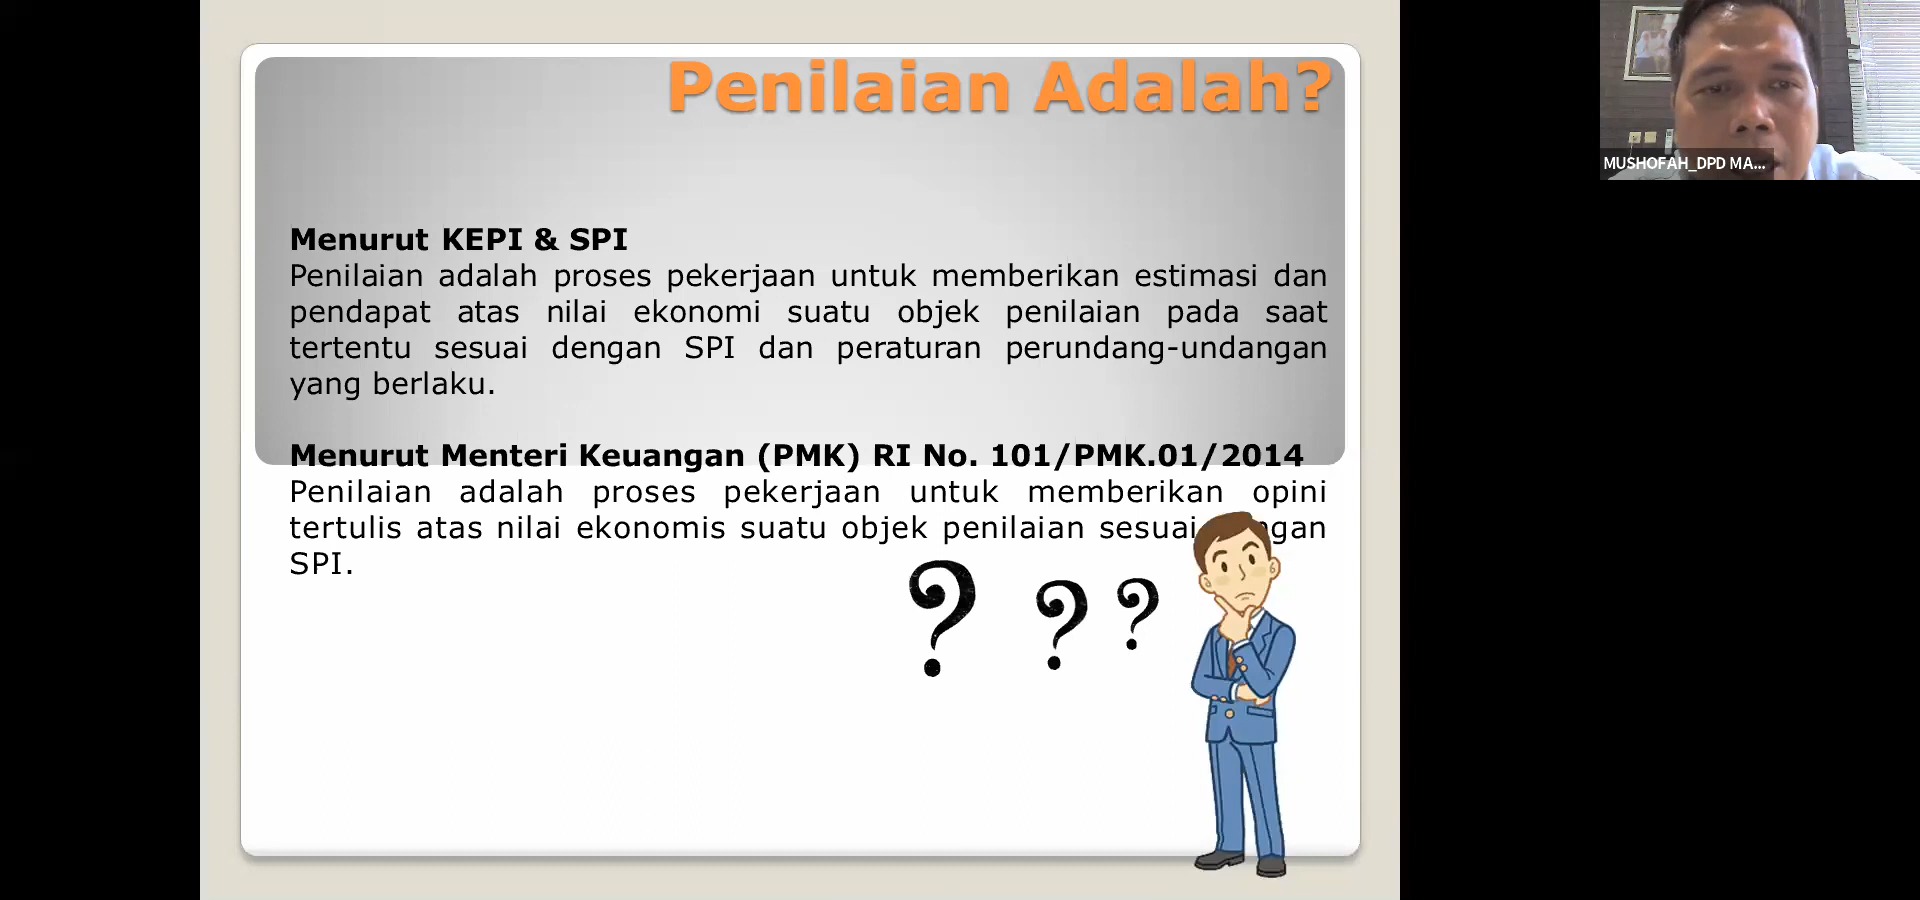 Penilaian Adalah?
MUSHOFAH_DPD MA...
Menurut KEPI & SPI
Penilaian adalah proses pekerjaan untuk memberikan estimasi dan
pendapat atas nilai ekonomi suatu objek penilaian pada saat
tertentu sesuai dengan SPI dan peraturan perundang-undangan
yang berlaku.
Menurut Menteri Keuangan (PMK) RI No. 101/PMK.01/2014
Penilaian adalah proses pekerjaan untuk memberikan opini
tertulis atas nilai ekonomis suatu objek penilaian sesuai ngan
SPI.
? ? ?